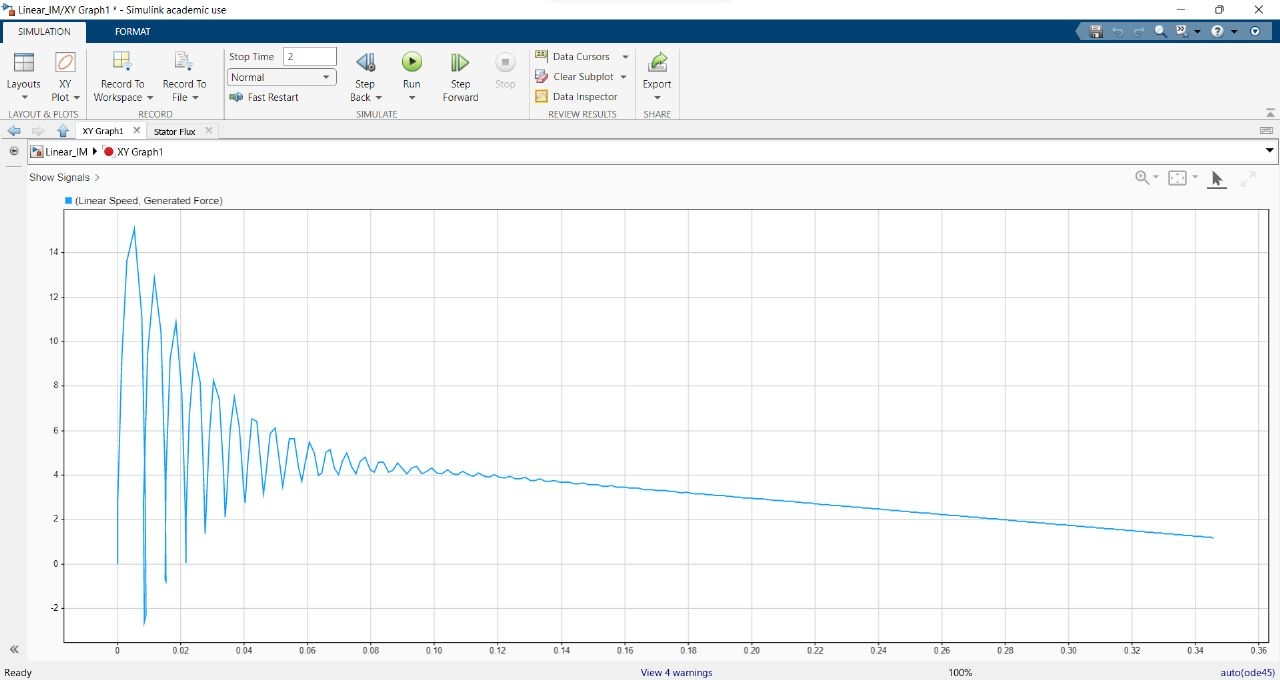 Linear_IM/XY Graph1 * - Simulink academic use
SIMULATION FORMAT
Layouts
XY Plot
LAYOUT & PLOTS
Record To Workspace
Record To File
RECORD
Stop Time 2
Normal
Fast Restart
Step Back
Run
Step Forward
Stop
SIMULATE
Data Cursors
Clear Subplot
Data Inspector
REVIEW RESULTS
Export
SHARE
XY Graph1 Stator Flux
Linear_IM XY Graph1
Show Signals
(Linear Speed, Generated Force)
14
12
10
8
6
4
2
0
-2
0 0.02 0.04 0.06 0.08 0.10 0.12 0.14 0.16 0.18 0.20 0.22 0.24 0.26 0.28 0.30 0.32 0.34 0.36
Ready View 4 warnings 100% auto(ode45)